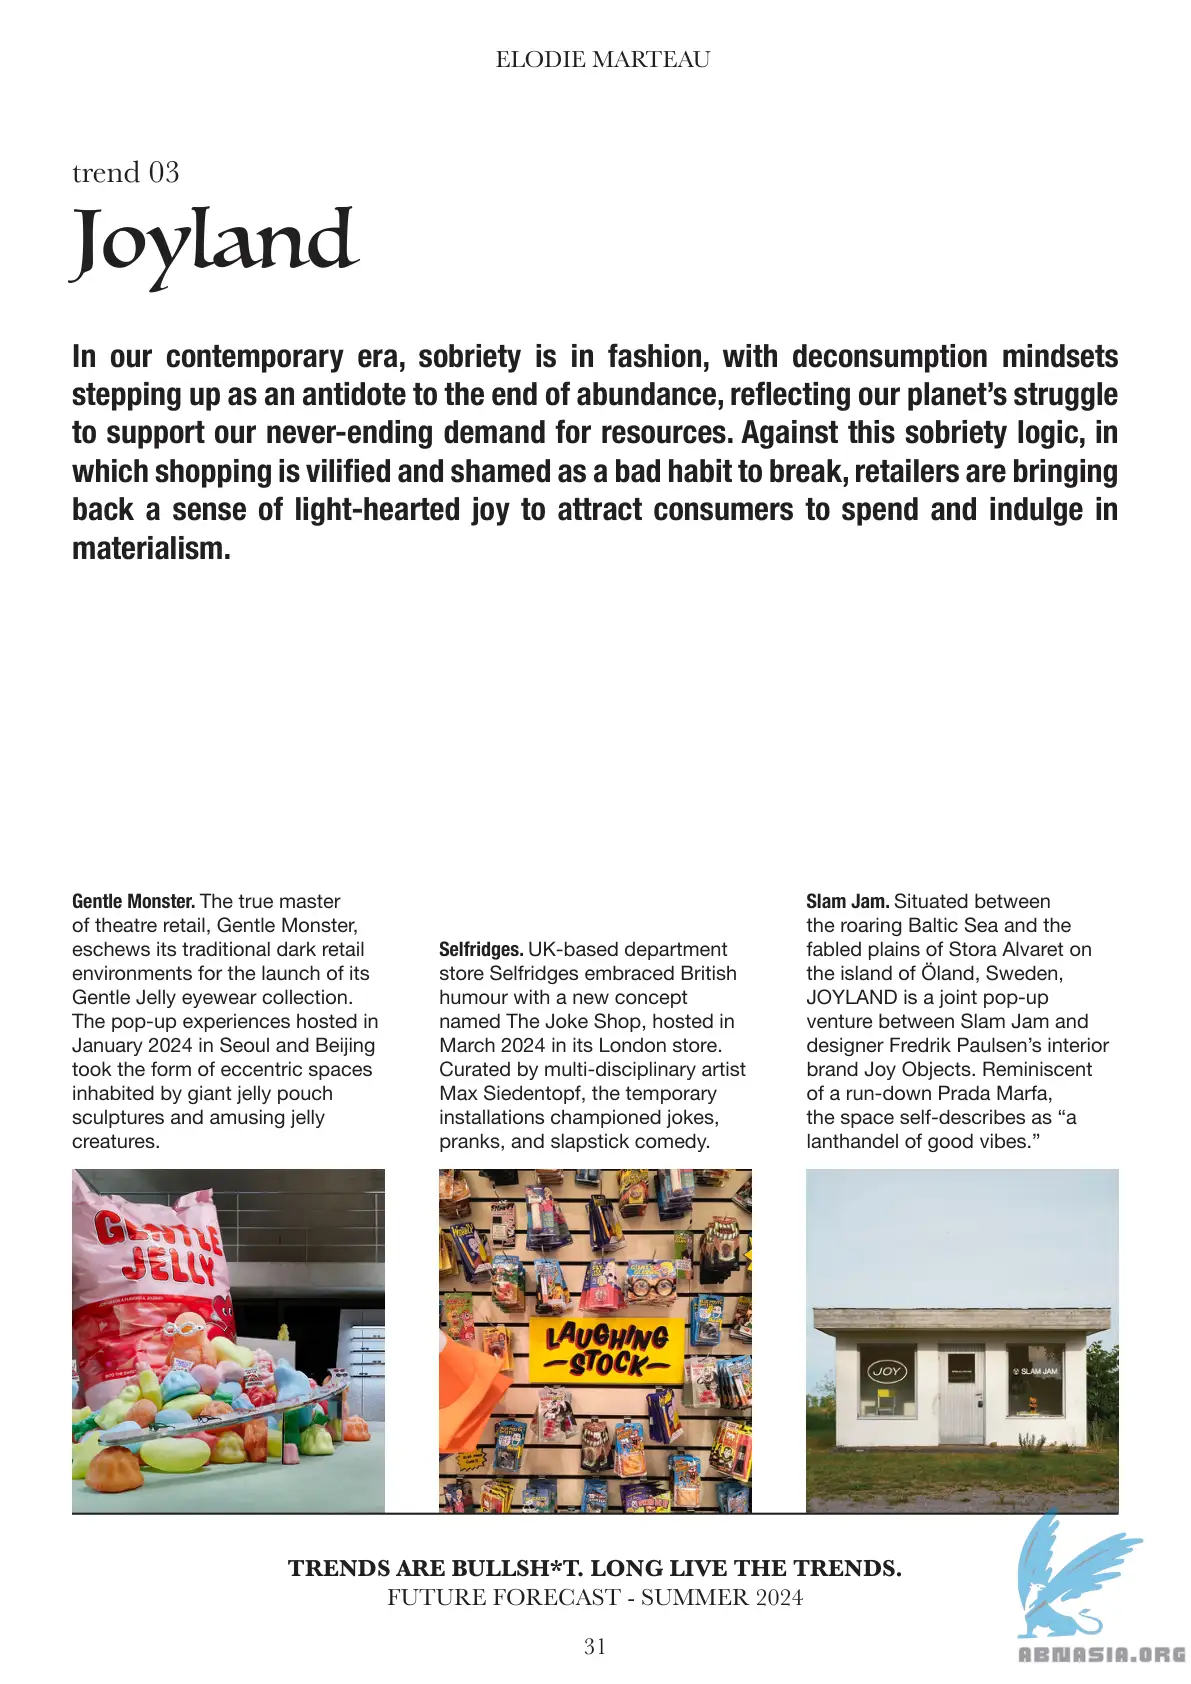 ELODIE MARTEAU
trend 03
Joyland
In our contemporary era, sobriety is in fashion, with deconsumption mindsets
stepping up as an antidote to the end of abundance, reflecting our planet’s struggle
to support our never-ending demand for resources. Against this sobriety logic, in
which shopping is vilified and shamed as a bad habit to break, retailers are bringing
back a sense of light-hearted joy to attract consumers to spend and indulge in
materialism.
Gentle Monster. The true master
of theatre retail, Gentle Monster,
eschews its traditional dark retail
environments for the launch of its
Gentle Jelly eyewear collection.
The pop-up experiences hosted in
January 2024 in Seoul and Beijing
took the form of eccentric spaces
inhabited by giant jelly pouch
sculptures and amusing jelly
creatures.
Selfridges. UK-based department
store Selfridges embraced British
humour with a new concept
named The Joke Shop, hosted in
March 2024 in its London store.
Curated by multi-disciplinary artist
Max Siedentopf, the temporary
installations championed jokes,
pranks, and slapstick comedy.
Slam Jam. Situated between
the roaring Baltic Sea and the
fabled plains of Stora Alvaret on
the island of Öland, Sweden,
JOYLAND is a joint pop-up
venture between Slam Jam and
designer Fredrik Paulsen’s interior
brand Joy Objects. Reminiscent
of a run-down Prada Marfa,
the space self-describes as “a
lanthandel of good vibes.”
GENTLE
JELLY
LAUGHING
STOCK
JOY
SLAM JAM
TRENDS ARE BULLSH*T. LONG LIVE THE TRENDS.
FUTURE FORECAST - SUMMER 2024
31
ABNASIA.ORG